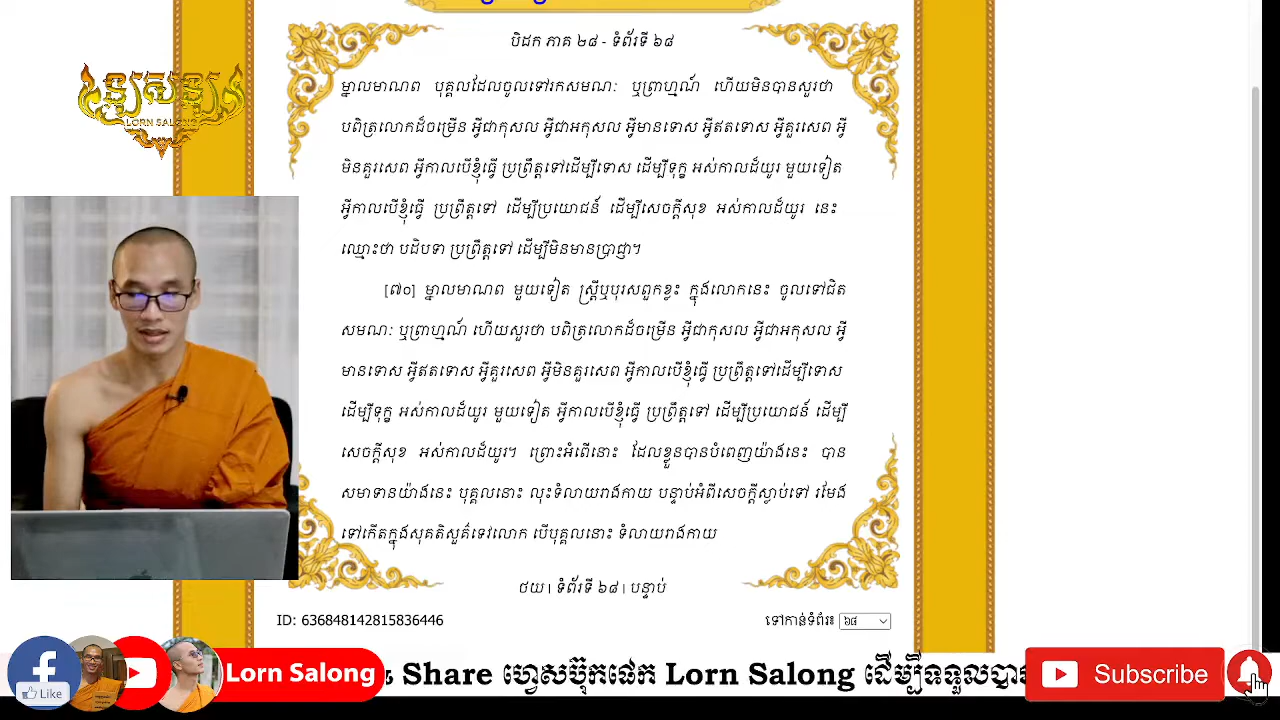 បិដក ភាគ ២៨ - ទំព័រទី ៦៨
ម្នាលមាណព បុគ្គលដែលចូលទៅរកសមណៈ ឬព្រាហ្មណ៍ ហើយមិនបានសួរថា
បពិត្រលោកដ៏ចម្រើន អ្វីជាកុសល អ្វីជាអកុសល អ្វីមានទោស អ្វីឥតទោស អ្វីគួរសេព អ្វី
មិនគួរសេព អ្វីកាលបើខ្ញុំធ្វើ ប្រព្រឹត្តទៅដើម្បីទោស ដើម្បីទុក្ខ អស់កាលដ៏យូរ មួយទៀត
អ្វីកាលបើខ្ញុំធ្វើ ប្រព្រឹត្តទៅ ដើម្បីប្រយោជន៍ ដើម្បីសេចក្តីសុខ អស់កាលដ៏យូរ នេះ
ឈ្មោះថា បដិបទា ប្រព្រឹត្តទៅ ដើម្បីមិនមានប្រាជ្ញា។
[៧០] ម្នាលមាណព មួយទៀត ស្ត្រីឬបុរសពួកខ្លះ ក្នុងលោកនេះ ចូលទៅជិត
សមណៈ ឬព្រាហ្មណ៍ ហើយសួរថា បពិត្រលោកដ៏ចម្រើន អ្វីជាកុសល អ្វីជាអកុសល អ្វី
មានទោស អ្វីឥតទោស អ្វីគួរសេព អ្វីមិនគួរសេព អ្វីកាលបើខ្ញុំធ្វើ ប្រព្រឹត្តទៅដើម្បីទោស
ដើម្បីទុក្ខ អស់កាលដ៏យូរ មួយទៀត អ្វីកាលបើខ្ញុំធ្វើ ប្រព្រឹត្តទៅ ដើម្បីប្រយោជន៍ ដើម្បី
សេចក្តីសុខ អស់កាលដ៏យូរ។ ព្រោះអំពើនោះ ដែលខ្លួនបានបំពេញយ៉ាងនេះ បាន
សមាទានយ៉ាងនេះ បុគ្គលនោះ លុះទំលាយរាងកាយ បន្ទាប់អំពីសេចក្តីស្លាប់ទៅ រមែង
ទៅកើតក្នុងសុគតិសួគ៌ទេវលោក បើបុគ្គលនោះ ទំលាយរាងកាយ
ថយ | ទំព័រទី ៦៨ | បន្ទាប់
ID: 636848142815836446
ទៅកាន់ទំព័រ៖ ៦៨
LORN SALONG
Like
Lorn Salong
& Share ហ្វេសប៊ុកផេក Lorn Salong ដើម្បីទទួលបាន
Subscribe